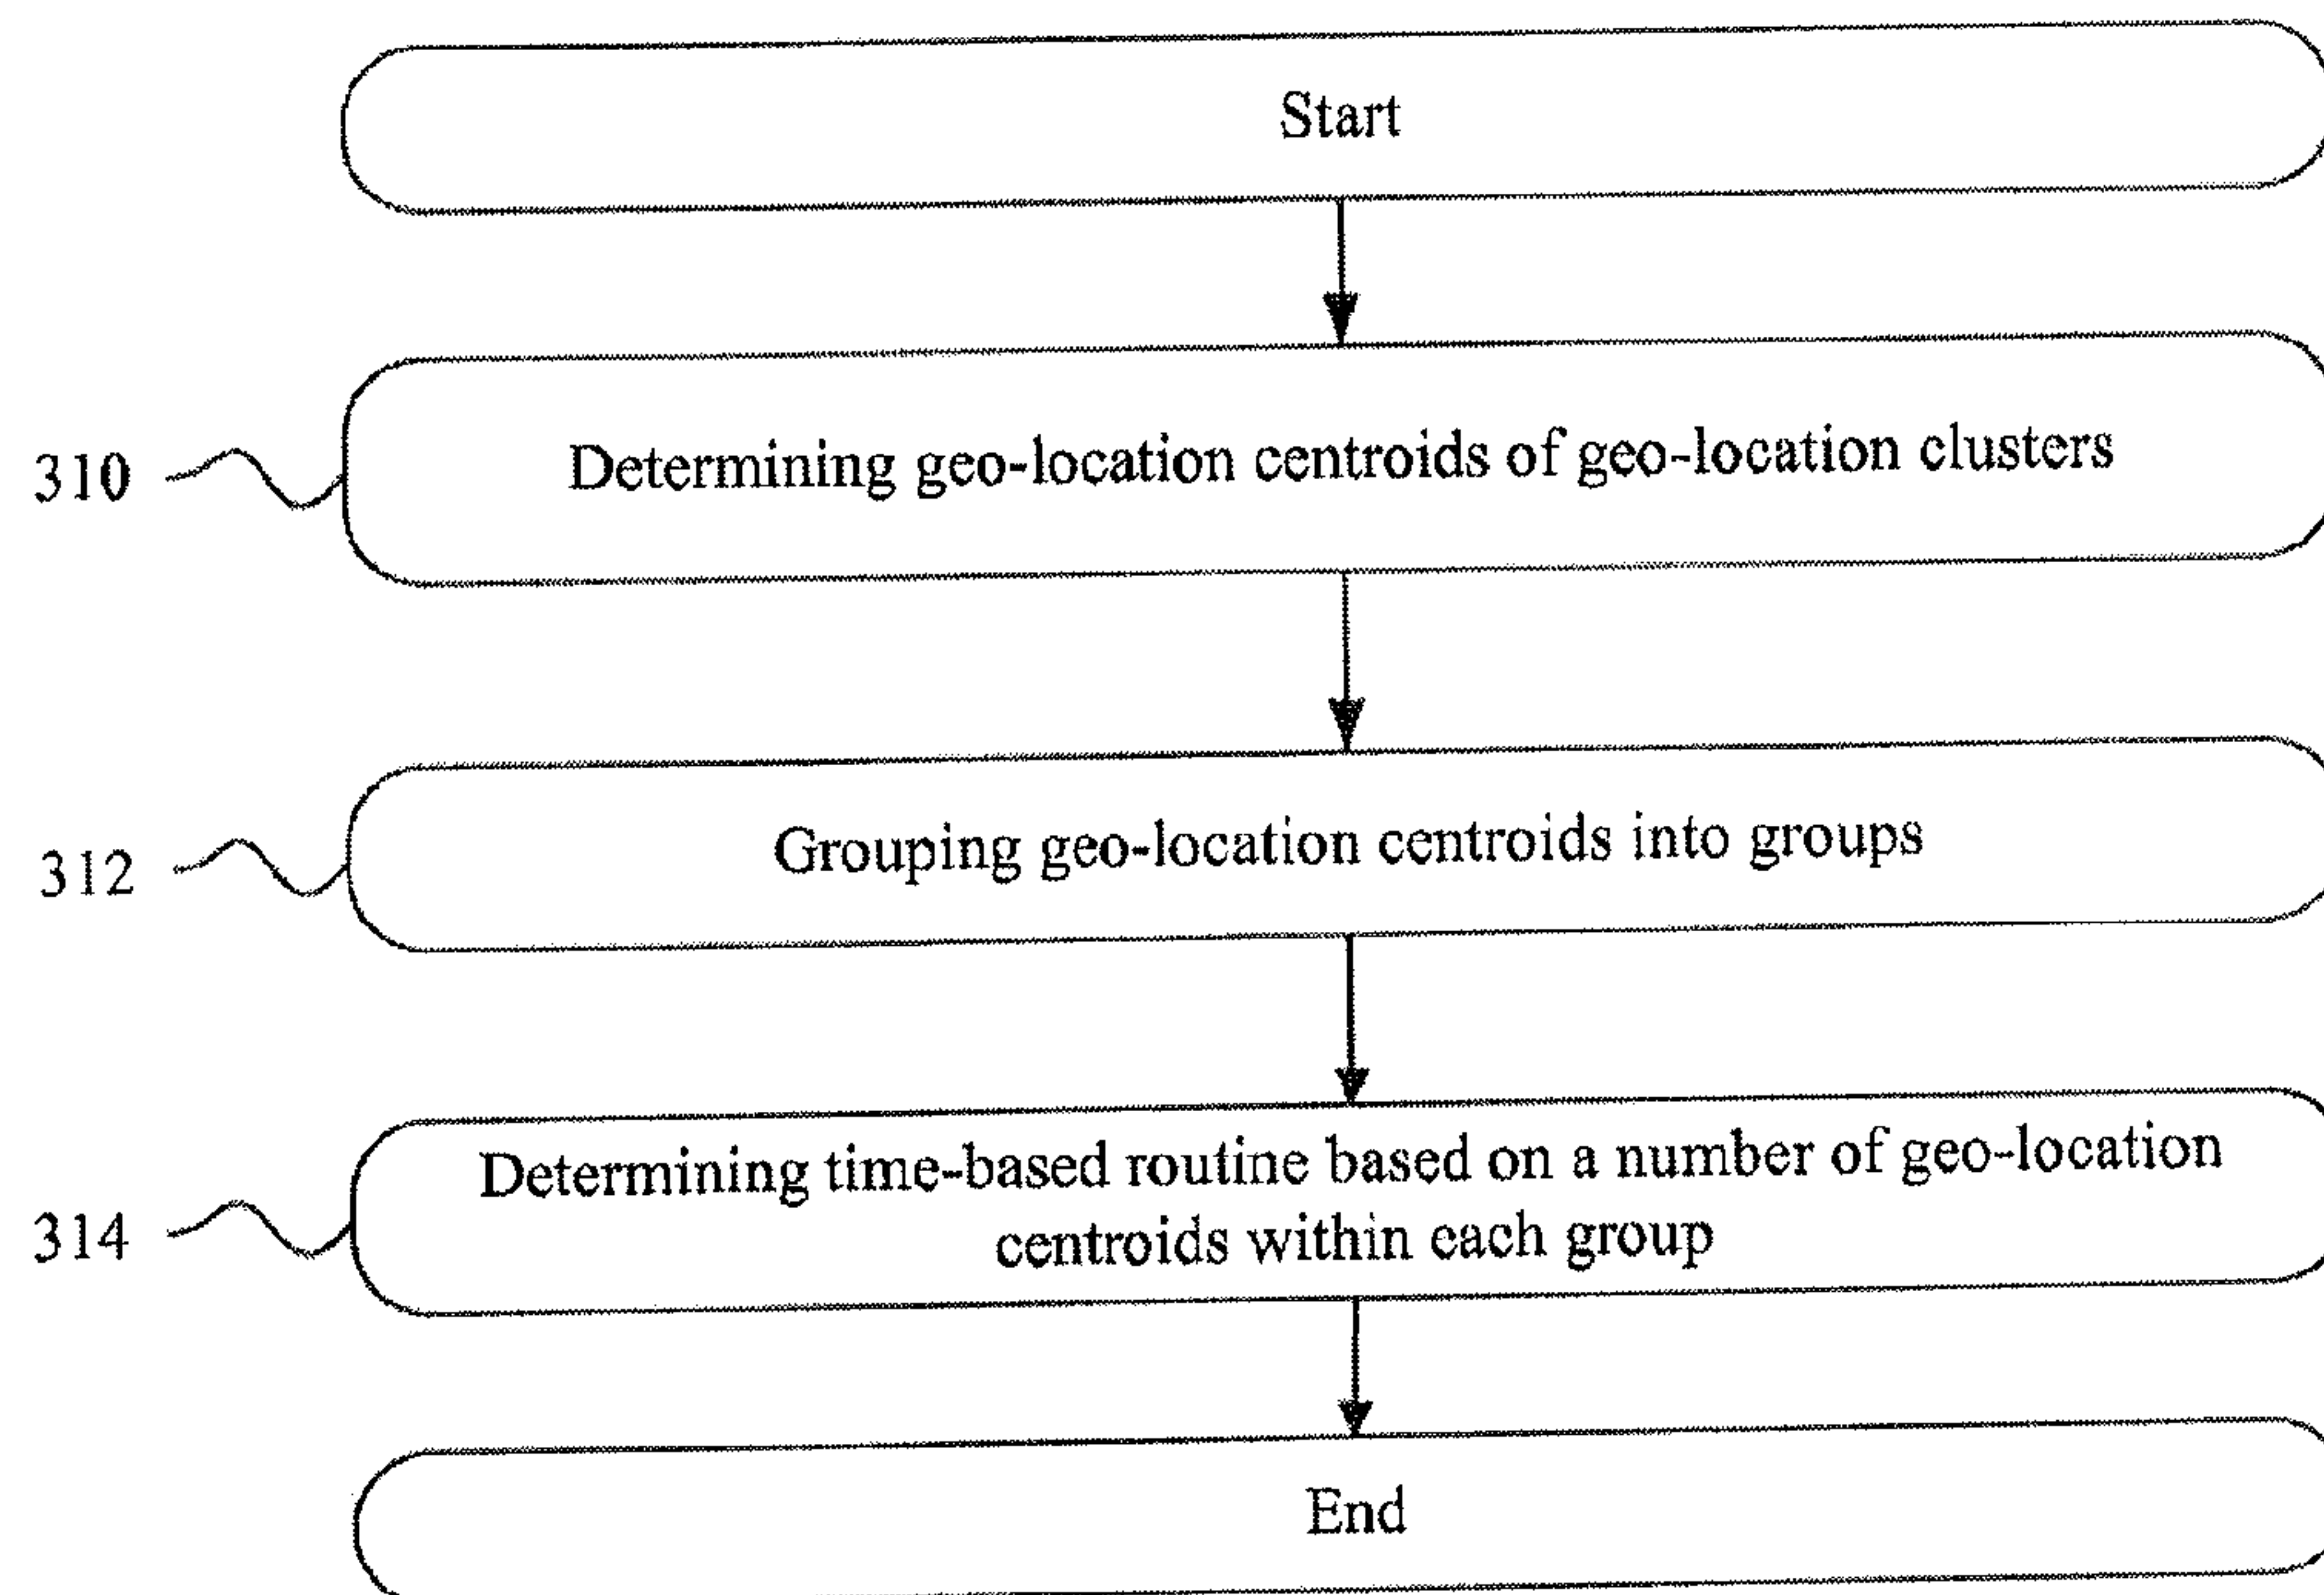 Start
310
Determining geo-location centroids of geo-location clusters
312
Grouping geo-location centroids into groups
314
Determining time-based routine based on a number of geo-location
centroids within each group
End